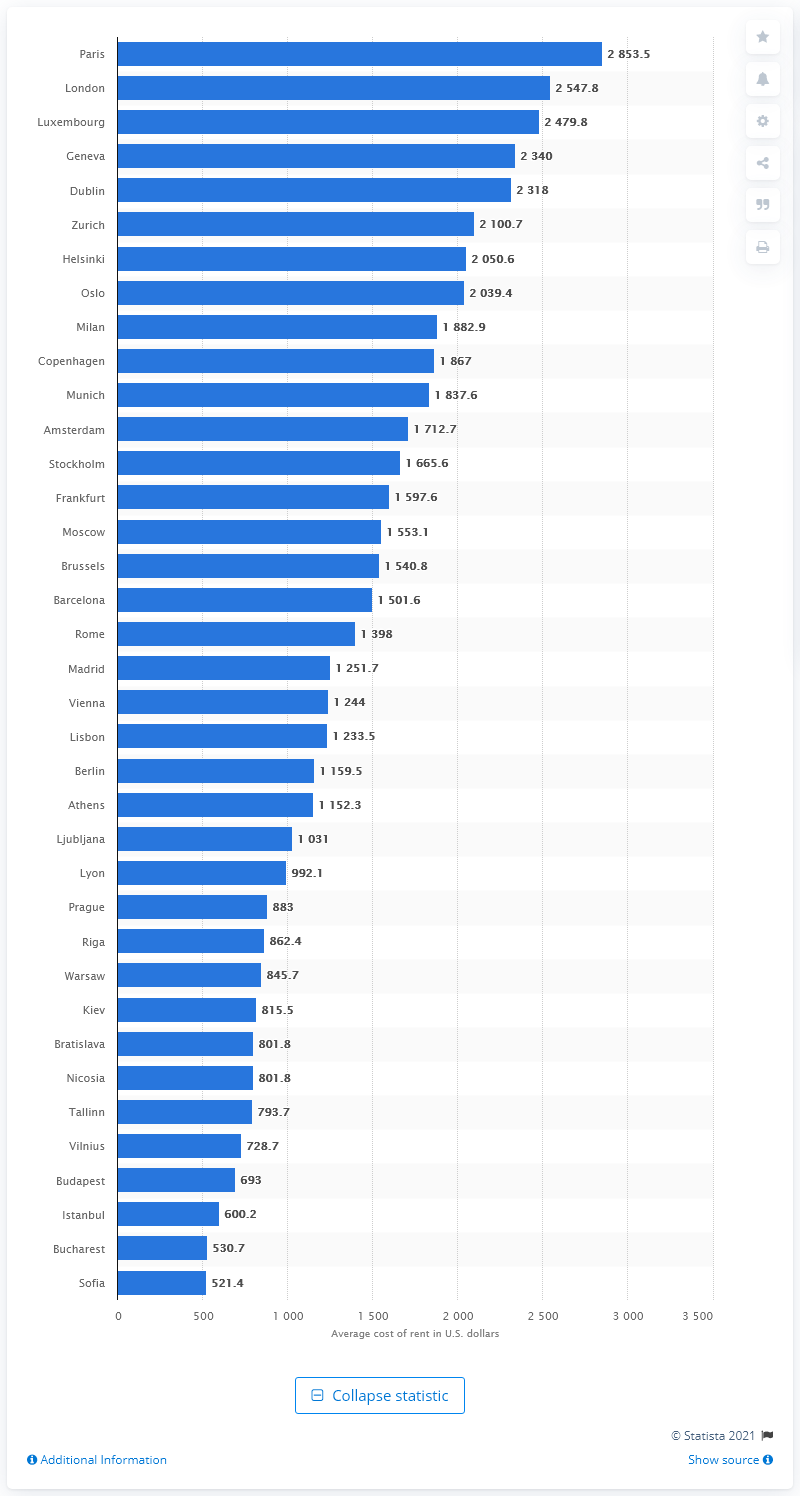 Paris 2 853.5
London 2 547.8
Luxembourg 2 479.8
Geneva 2 340
Dublin 2 318
Zurich 2 100.7
Helsinki 2 050.6
Oslo 2 039.4
Milan 1 882.9
Copenhagen 1 867
Munich 1 837.6
Amsterdam 1 712.7
Stockholm 1 665.6
Frankfurt 1 597.6
Moscow 1 553.1
Brussels 1 540.8
Barcelona 1 501.6
Rome 1 398
Madrid 1 251.7
Vienna 1 244
Lisbon 1 233.5
Berlin 1 159.5
Athens 1 152.3
Ljubljana 1 031
Lyon 992.1
Prague 883
Riga 862.4
Warsaw 845.7
Kiev 815.5
Bratislava 801.8
Nicosia 801.8
Tallinn 793.7
Vilnius 728.7
Budapest 693
Istanbul 600.2
Bucharest 530.7
Sofia 521.4
0 500 1 000 1 500 2 000 2 500 3 000 3 500
Average cost of rent in U.S. dollars
Collapse statistic
© Statista 2021
Additional Information Show source